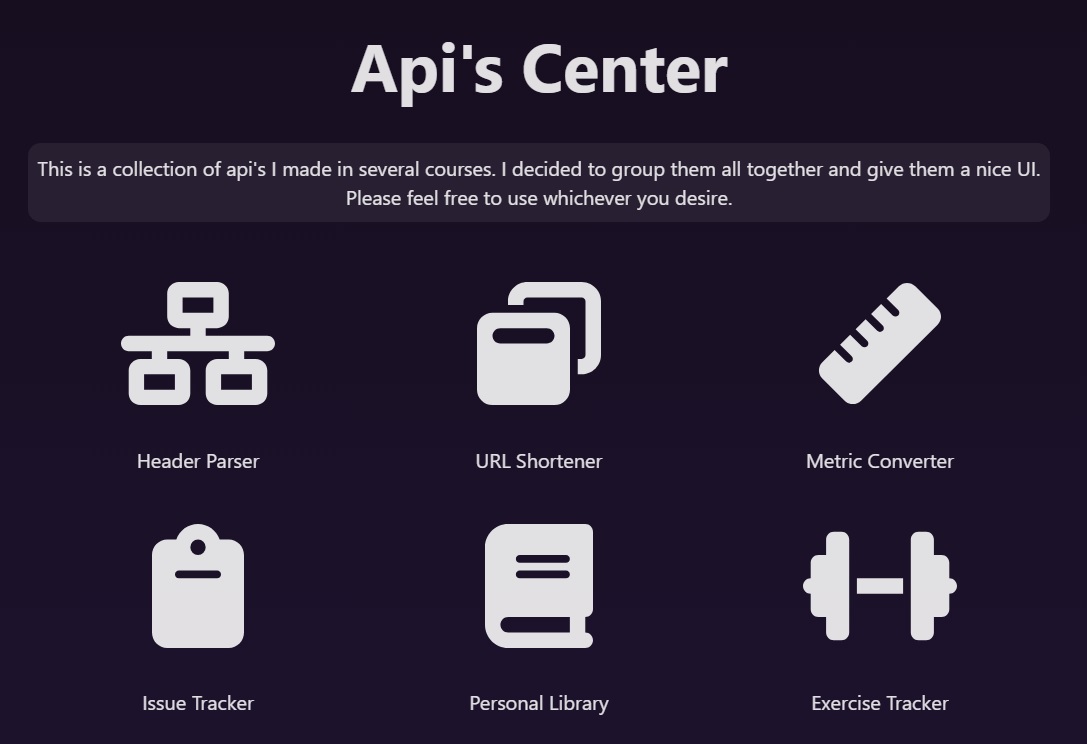 Api's Center
This is a collection of api's I made in several courses. I decided to group them all together and give them a nice UI.
Please feel free to use whichever you desire.
Header Parser
URL Shortener
Metric Converter
Issue Tracker
Personal Library
Exercise Tracker